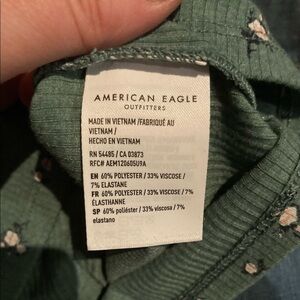 AMERICAN EAGLE
OUTFITTERS
MADE IN VIETNAM /FABRIQUÉ AU
VIETNAM /
HECHO EN VIETNAM
RN 54485 / CA 03873
RFC# AEM120605U9A
EN 60% POLYESTER / 33% VISCOSE /
7% ELASTANE
FR 60% POLYESTER / 33% VISCOSE / 7%
ÉLASTHANNE
SP 60% poliéster / 33% viscosa / 7%
elastano